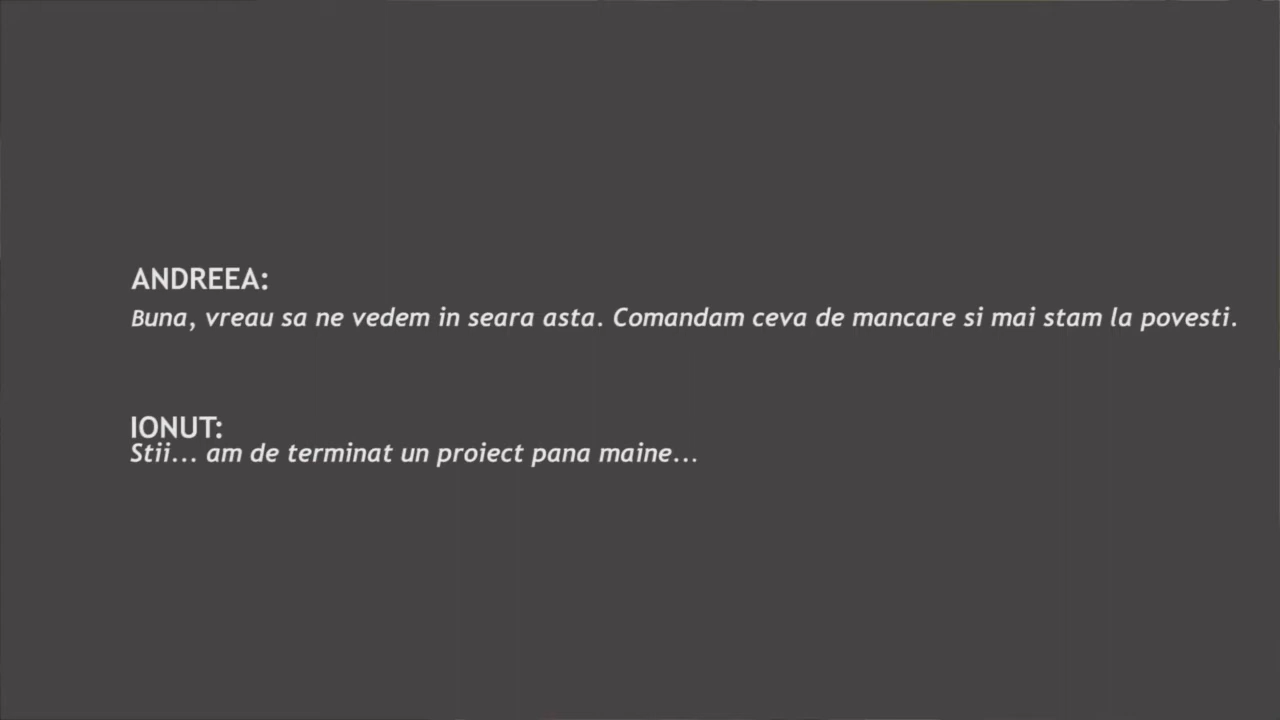 ANDREEA:
Buna, vreau sa ne vedem in seara asta. Comandam ceva de mancare si mai stam la povesti.
IONUT:
Stii... am de terminat un proiect pana maine...